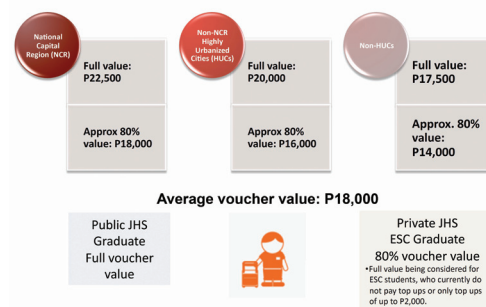 National
Capital
Region (NCR)
Full value:
P22,500
Approx 80%
value: P18,000
Non-NCR
Highly
Urbanized
Cities (HUCs)
Full value:
P20,000
Approx 80%
value: P16,000
Non-HUCs
Full value:
P17,500
Approx. 80%
value:
P14,000
Average voucher value: P18,000
Public JHS
Graduate
Full voucher
value
Private JHS
ESC Graduate
80% voucher value
•Full value being considered for
ESC students, who currently do
not pay top ups or only top ups
of up to P2,000.